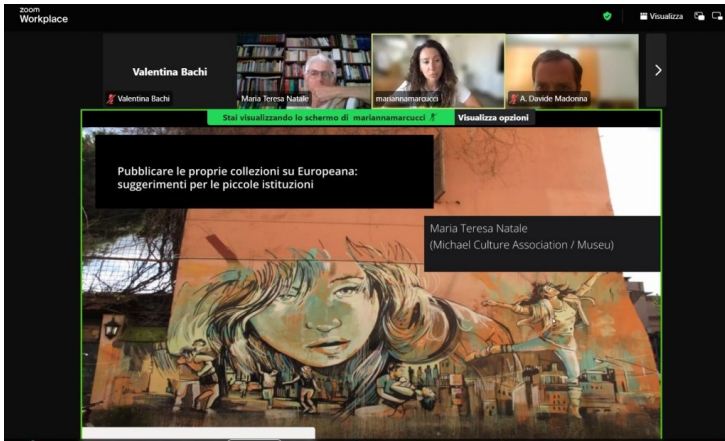 zoom
Workplace
Visualizza
Valentina Bachi
Valentina Bachi
Maria Teresa Natale
mariannamarcucci
A. Davide Madonna
Stai visualizzando lo schermo di mariannamarcucci
Visualizza opzioni
Pubblicare le proprie collezioni su Europeana:
suggerimenti per le piccole istituzioni
Maria Teresa Natale
(Michael Culture Association / Museu)